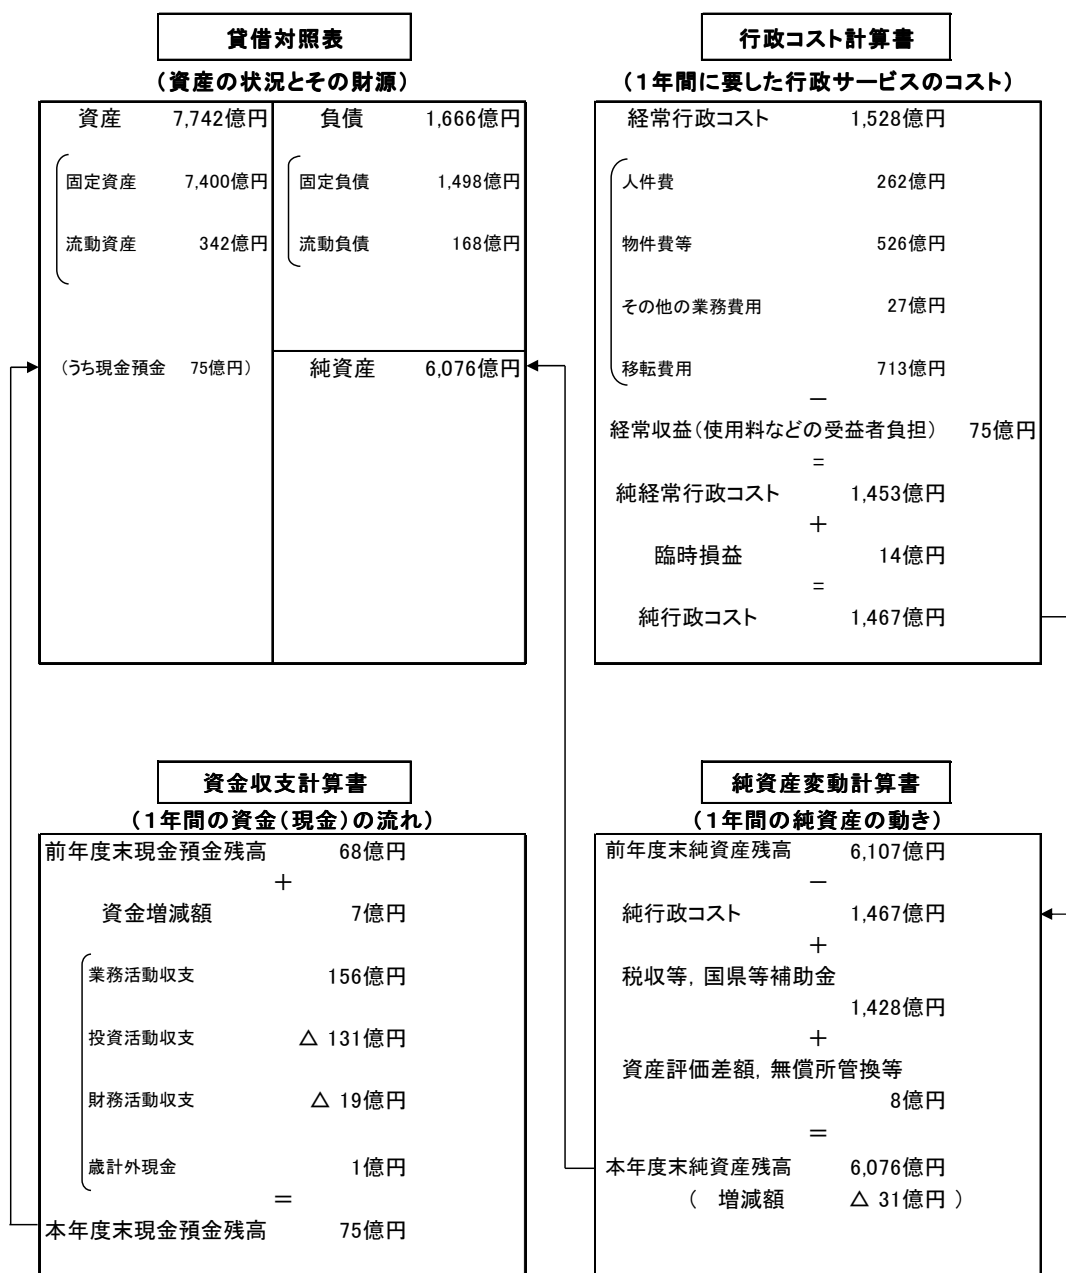 貸借対照表
（資産の状況とその財源）
資産 7,742億円 負債 1,666億円
固定資産 7,400億円 固定負債 1,498億円
流動資産 342億円 流動負債 168億円
（うち現金預金 75億円） 純資産 6,076億円
行政コスト計算書
（１年間に要した行政サービスのコスト）
経常行政コスト 1,528億円
人件費 262億円
物件費等 526億円
その他の業務費用 27億円
移転費用 713億円
－
経常収益（使用料などの受益者負担） 75億円
=
純経常行政コスト 1,453億円
＋
臨時損益 14億円
=
純行政コスト 1,467億円
資金収支計算書
（１年間の資金（現金）の流れ）
前年度末現金預金残高 68億円
＋
資金増減額 7億円
業務活動収支 156億円
投資活動収支 △ 131億円
財務活動収支 △ 19億円
歳計外現金 1億円
＝
本年度末現金預金残高 75億円
純資産変動計算書
（１年間の純資産の動き）
前年度末純資産残高 6,107億円
－
純行政コスト 1,467億円
＋
税収等，国県等補助金
1,428億円
＋
資産評価差額，無償所管換等
8億円
＝
本年度末純資産残高 6,076億円
（ 増減額 △ 31億円 ）